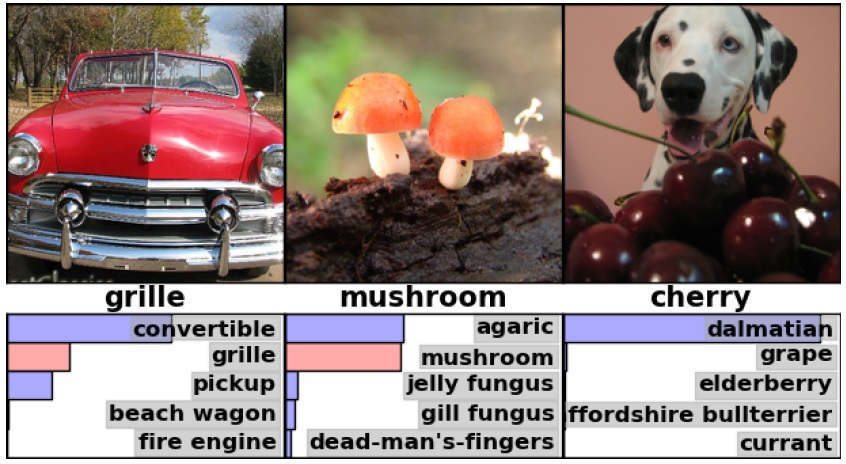 grille
convertible
grille
pickup
beach wagon
fire engine
mushroom
agaric
mushroom
jelly fungus
gill fungus
dead-man's-fingers
cherry
dalmatian
grape
elderberry
ffordshire bullterrier
currant